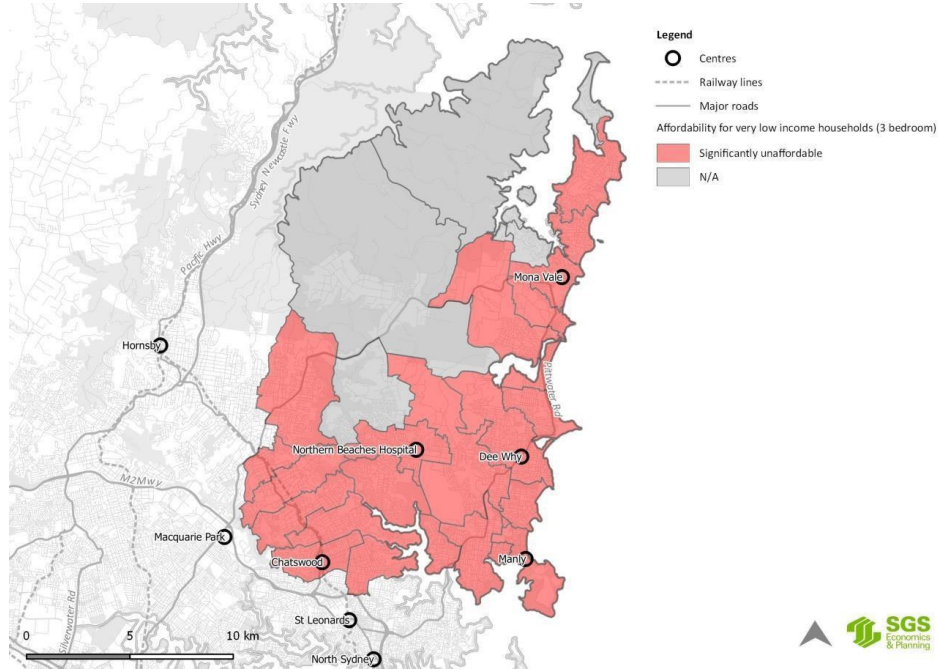 Legend
Centres
Railway lines
Major roads
Affordability for very low income households (3 bedroom)
Significantly unaffordable
N/A
Sydney Newcastle Fwy
Pacific Hwy
Mona Vale
Hornsby
Pittwater Rd
Northern Beaches Hospital
Dee Why
M2Mwy
Macquarie Park
Chatswood
Manly
Silverwater Rd
St Leonards
North Sydney
0 5 10 km
SGS
Economics
& Planning